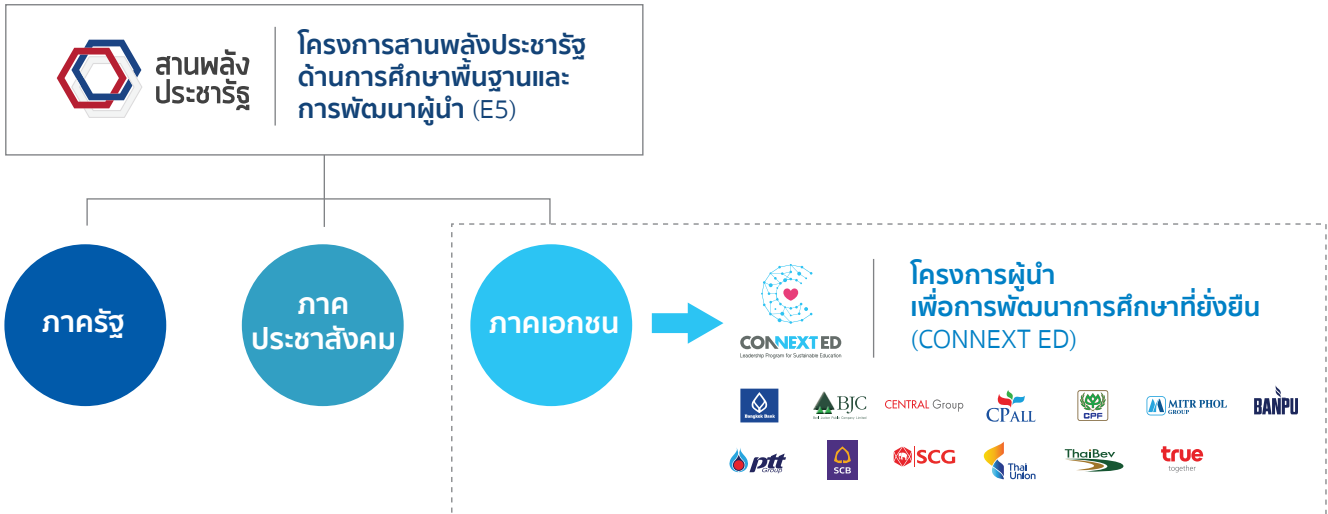 สานพลัง
ประชารัฐ
โครงการสานพลังประชารัฐ
ด้านการศึกษาพื้นฐานและ
การพัฒนาผู้นำ (E5)
ภาครัฐ
ภาค
ประชาสังคม
ภาคเอกชน
CONNEXT ED
Leadership Program for Sustainable Education
โครงการผู้นำ
เพื่อการพัฒนาการศึกษาที่ยั่งยืน
(CONNEXT ED)
Bangkok Bank
BJC
CENTRAL Group
CP ALL
CPF
MITR PHOL
GROUP
BANPU
ptt
Group
SCB
SCG
Thai
Union
ThaiBev
true
together